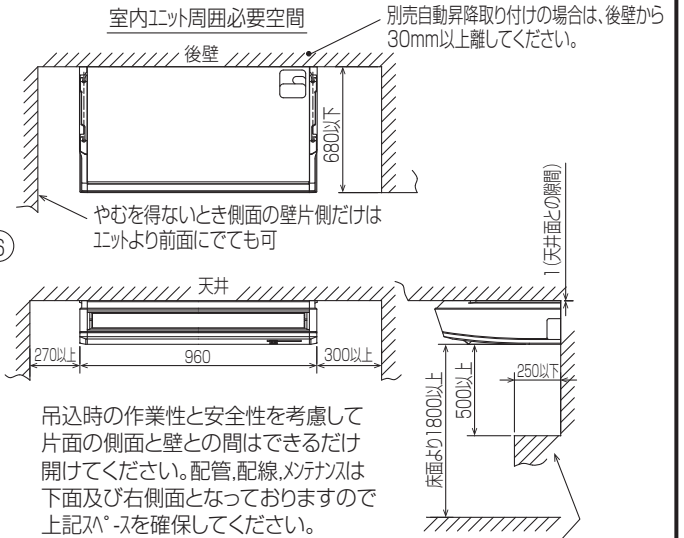 室内ユニット周囲必要空間
別売自動昇降取り付けの場合は、後壁から
30mm以上離してください。
後壁
680以下
やむを得ないとき側面の壁片側だけは
ユニットより前面にでても可
1(天井面との隙間)
天井
270以上
960
300以上
250以下
500以上
床面より1800以上
吊込時の作業性と安全性を考慮して
片面の側面と壁との間はできるだけ
開けてください。配管,配線,メンテナンスは
下面及び右側面となっておりますので
上記スペースを確保してください。